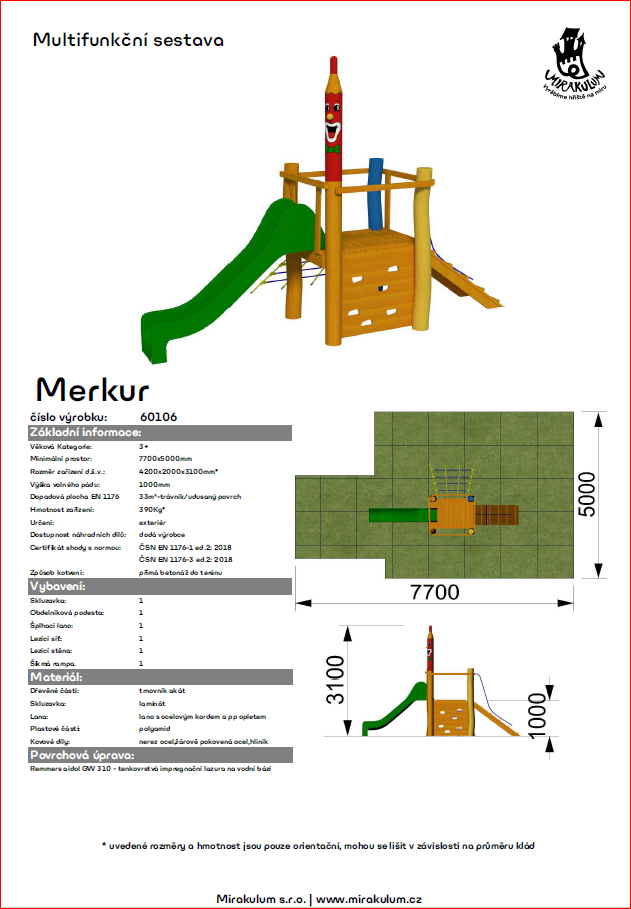 Multifunkční sestava
MIRAKULUM
Vyrábíme hřiště na míru
Merkur
číslo výrobku: 60106
Základní informace:
Věková Kategorie: 3+
Minimální prostor: 7700x5000mm
Rozměr zařízení d.š.v.: 4200x2000x3100mm*
Výška volného pádu: 1000mm
Dopadová plocha EN 1176 33m²-trávník/udusaný povrch
Hmotnost zařízení: 390Kg*
Určení: exteriér
Dostupnost náhradních dílů: dodá výrobce
Certifikát shody s normou: ČSN EN 1176-1 ed.2: 2018
ČSN EN 1176-3 ed.2: 2018
Způsob kotvení: přímá betonáž do terénu
Vybavení:
Skluzavka: 1
Obdelníková podesta: 1
Šplhací lano: 1
Lezící síť: 1
Lezící stěna: 1
Šikmá rampa. 1
Materiál:
Dřevěné části: trnovník akát
Skluzavka: laminát
Lana: lano s ocelovým kordem a pp opletem
Plastové části: polyamid
Kovové díly: nerez ocel,žárově pokovená ocel,hliník
Povrchová úprava:
Remmers aidol GW 310 - tenkovrstvá impregnační lazura na vodní bázi
5000
7700
3100
1000
* uvedené rozměry a hmotnost jsou pouze orientační, mohou se lišit v závislosti na průměru klád
Mirakulum s.r.o. | www.mirakulum.cz